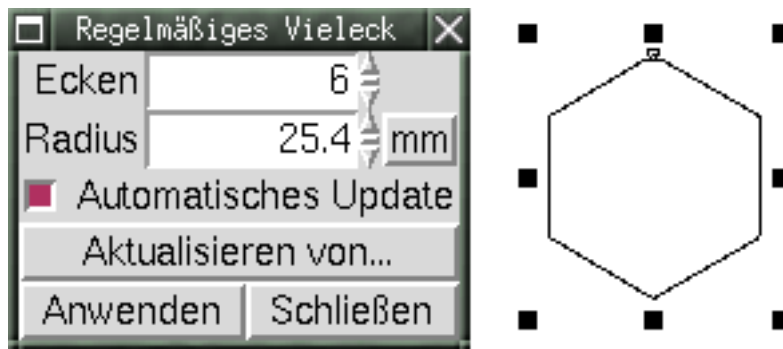 Regelmäßiges Vieleck
Ecken 6
Radius 25.4 mm
Automatisches Update
Aktualisieren von...
Anwenden Schließen